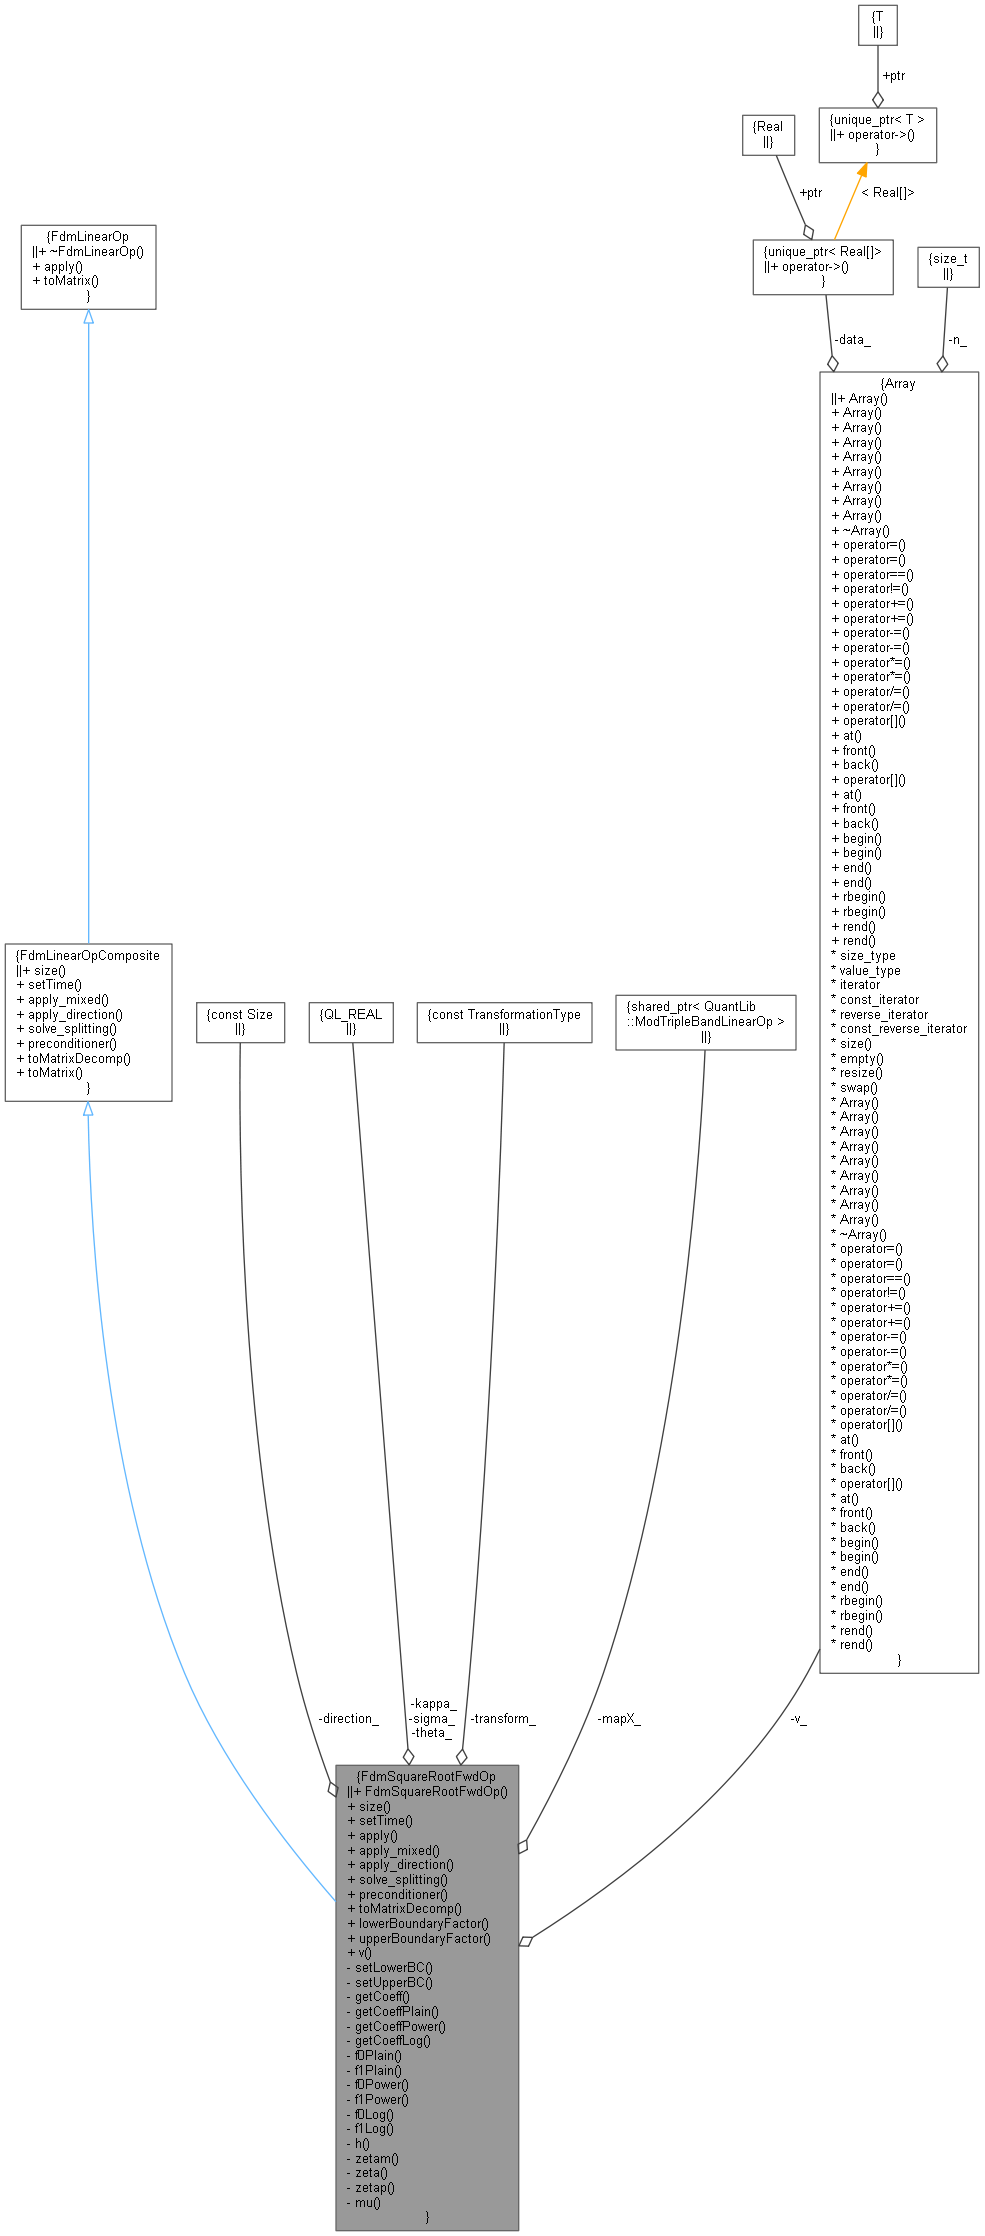 {T
||}
+ptr
{unique_ptr< T >
||+ operator->()
}
{Real
||}
+ptr
< Real[]>
{unique_ptr< Real[]>
||+ operator->()
}
{size_t
||}
-data_
-n_
{FdmLinearOp
||+ ~FdmLinearOp()
+ apply()
+ toMatrix()
}
{Array
||+ Array()
+ Array()
+ Array()
+ Array()
+ Array()
+ Array()
+ Array()
+ Array()
+ Array()
+ ~Array()
+ operator=()
+ operator=()
+ operator==()
+ operator!=()
+ operator+=()
+ operator+=()
+ operator-=()
+ operator-=()
+ operator*=()
+ operator*=()
+ operator/=()
+ operator/=()
+ operator[]()
+ at()
+ front()
+ back()
+ operator[]()
+ at()
+ front()
+ back()
+ begin()
+ begin()
+ end()
+ end()
+ rbegin()
+ rbegin()
+ rend()
+ rend()
* size_type
* value_type
* iterator
* const_iterator
* reverse_iterator
* const_reverse_iterator
* size()
* empty()
* resize()
* swap()
* Array()
* Array()
* Array()
* Array()
* Array()
* Array()
* Array()
* Array()
* Array()
* ~Array()
* operator=()
* operator=()
* operator==()
* operator!=()
* operator+=()
* operator+=()
* operator-=()
* operator-=()
* operator*=()
* operator*=()
* operator/=()
* operator/=()
* operator[]()
* at()
* front()
* back()
* operator[]()
* at()
* front()
* back()
* begin()
* begin()
* end()
* end()
* rbegin()
* rbegin()
* rend()
* rend()
}
{FdmLinearOpComposite
||+ size()
+ setTime()
+ apply_mixed()
+ apply_direction()
+ solve_splitting()
+ preconditioner()
+ toMatrixDecomp()
+ toMatrix()
}
{const Size
||}
{QL_REAL
||}
{const TransformationType
||}
{shared_ptr< QuantLib
::ModTripleBandLinearOp >
||}
-direction_
-kappa_
-sigma_
-theta_
-transform_
-mapX_
-v_
{FdmSquareRootFwdOp
||+ FdmSquareRootFwdOp()
+ size()
+ setTime()
+ apply()
+ apply_mixed()
+ apply_direction()
+ solve_splitting()
+ preconditioner()
+ toMatrixDecomp()
+ lowerBoundaryFactor()
+ upperBoundaryFactor()
+ v()
- setLowerBC()
- setUpperBC()
- getCoeff()
- getCoeffPlain()
- getCoeffPower()
- getCoeffLog()
- f0Plain()
- f1Plain()
- f0Power()
- f1Power()
- f0Log()
- f1Log()
- h()
- zetam()
- zeta()
- zetap()
- mu()
}